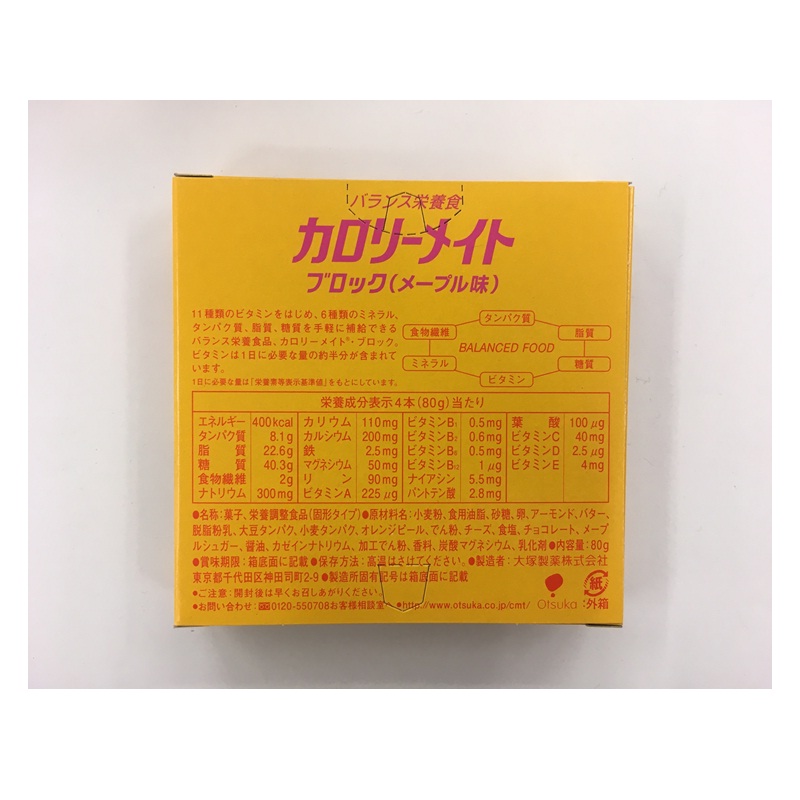 バランス栄養食
カロリーメイト
ブロック(メープル味)
11種類のビタミンをはじめ、6種類のミネラル、
タンパク質、脂質、糖質を手軽に補給できる
バランス栄養食品、カロリーメイト®・ブロック。
ビタミンは1日に必要な量の約半分が含まれて
います。
1日に必要な量は「栄養素等表示基準値」をもとにしています。
タンパク質
食物繊維 脂質
BALANCED FOOD
ミネラル 糖質
ビタミン
栄養成分表示4本(80g)当たり
エネルギー 400kcal カリウム 110mg ビタミンB₁ 0.5mg 葉酸 100μg
タンパク質 8.1g カルシウム 200mg ビタミンB₂ 0.6mg ビタミンC 40mg
脂質 22.6g 鉄 2.5mg ビタミンB₆ 0.5mg ビタミンD 2.5μg
糖質 40.3g マグネシウム 50mg ビタミンB₁₂ 1μg ビタミンE 4mg
食物繊維 2g リン 90mg ナイアシン 5.5mg
ナトリウム 300mg ビタミンA 225μg パントテン酸 2.8mg
●名称:菓子、栄養調整食品(固形タイプ)●原材料名:小麦粉、食用油脂、砂糖、卵、アーモンド、バター、
脱脂粉乳、大豆タンパク、小麦タンパク、オレンジピール、でん粉、チーズ、食塩、チョコレート、メープ
ルシュガー、醤油、カゼインナトリウム、加工でん粉、香料、炭酸マグネシウム、乳化剤●内容量:80g
●賞味期限:箱底面に記載●保存方法:高温はさけてください。●製造者:大塚製薬株式会社
東京都千代田区神田司町2-9●製造所固有記号は箱底面に記載
●ご注意:開封後は早くお召しあがりください。
●お問い合わせ:0120-550708お客様相談室へ ●http://www.otsuka.co.jp/cmt/ Otsuka 紙:外箱